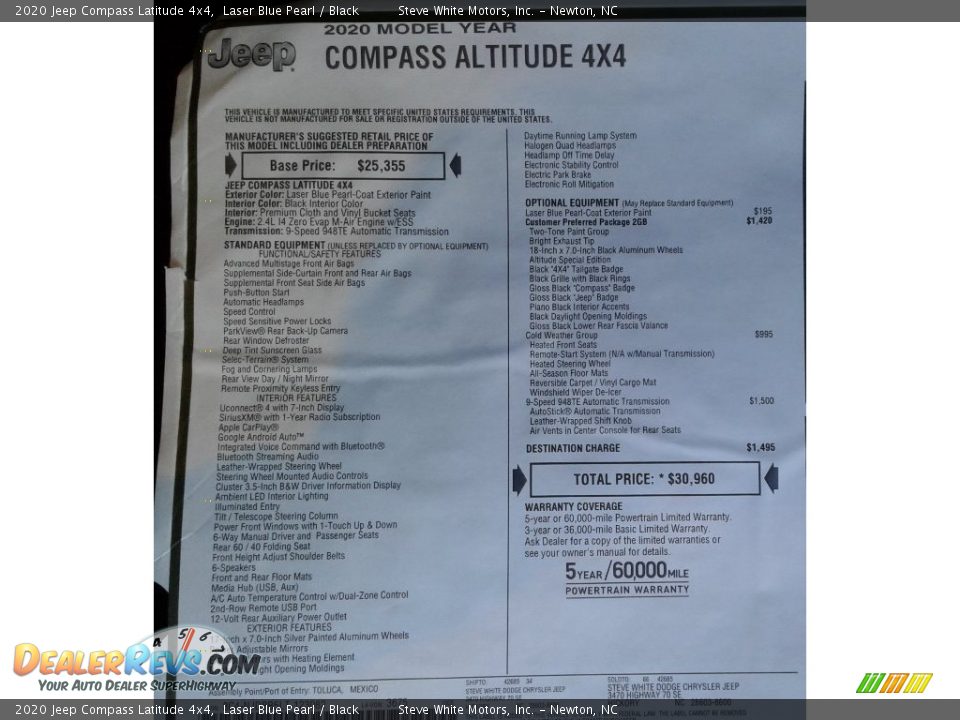 2020 Jeep Compass Latitude 4x4, Laser Blue Pearl / Black Steve White Motors, Inc. - Newton, NC
Jeep
2020 MODEL YEAR
COMPASS ALTITUDE 4X4
THIS VEHICLE IS MANUFACTURED TO MEET SPECIFIC UNITED STATES REQUIREMENTS. THIS
VEHICLE IS NOT MANUFACTURED FOR SALE OR REGISTRATION OUTSIDE OF THE UNITED STATES.
MANUFACTURER'S SUGGESTED RETAIL PRICE OF
THIS MODEL INCLUDING DEALER PREPARATION
Base Price: $25,355
JEEP COMPASS LATITUDE 4X4
Exterior Color: Laser Blue Pearl-Coat Exterior Paint
Interior Color: Black Interior Color
Interior: Premium Cloth and Vinyl Bucket Seats
Engine: 2.4L I4 Zero Evap M-Air Engine w/ESS
Transmission: 9-Speed 948TE Automatic Transmission
STANDARD EQUIPMENT (UNLESS REPLACED BY OPTIONAL EQUIPMENT)
FUNCTIONAL/SAFETY FEATURES
Advanced Multistage Front Air Bags
Supplemental Side-Curtain Front and Rear Air Bags
Supplemental Front Seat Side Air Bags
Push-Button Start
Automatic Headlamps
Speed Control
Speed Sensitive Power Locks
ParkView® Rear Back-Up Camera
Rear Window Defroster
Deep Tint Sunscreen Glass
Selec-Terrain® System
Fog and Cornering Lamps
Rear View Day / Night Mirror
Remote Proximity Keyless Entry
INTERIOR FEATURES
Uconnect® 4 with 7-Inch Display
SiriusXM® with 1-Year Radio Subscription
Apple CarPlay®
Google Android Auto™
Integrated Voice Command with Bluetooth®
Bluetooth Streaming Audio
Leather-Wrapped Steering Wheel
Steering Wheel Mounted Audio Controls
Cluster 3.5-Inch B&W Driver Information Display
Ambient LED Interior Lighting
Illuminated Entry
Tilt / Telescope Steering Column
Power Front Windows with 1-Touch Up & Down
6-Way Manual Driver and Passenger Seats
Rear 60 / 40 Folding Seat
Front Height Adjust Shoulder Belts
6-Speakers
Front and Rear Floor Mats
Media Hub (USB, Aux)
A/C Auto Temperature Control w/Dual-Zone Control
2nd-Row Remote USB Port
12-Volt Rear Auxiliary Power Outlet
EXTERIOR FEATURES
x 7.0-Inch Silver Painted Aluminum Wheels
Adjustable Mirrors
with Heating Element
Opening Moldings
Daytime Running Lamp System
Halogen Quad Headlamps
Headlamp Off Time Delay
Electronic Stability Control
Electric Park Brake
Electronic Roll Mitigation
OPTIONAL EQUIPMENT (May Replace Standard Equipment)
Laser Blue Pearl-Coat Exterior Paint $195
Customer Preferred Package 2GB $1,420
Two-Tone Paint Group
Bright Exhaust Tip
18-Inch x 7.0-Inch Black Aluminum Wheels
Altitude Special Edition
Black "4X4" Tailgate Badge
Black Grille with Black Rings
Gloss Black "Compass" Badge
Gloss Black "Jeep" Badge
Piano Black Interior Accents
Black Daylight Opening Moldings
Gloss Black Lower Rear Fascia Valance
Cold Weather Group $995
Heated Front Seats
Remote-Start System (N/A w/Manual Transmission)
Heated Steering Wheel
All-Season Floor Mats
Reversible Carpet / Vinyl Cargo Mat
Windshield Wiper De-Icer
9-Speed 948TE Automatic Transmission $1,500
AutoStick® Automatic Transmission
Leather-Wrapped Shift Knob
Air Vents in Center Console for Rear Seats
DESTINATION CHARGE $1,495
TOTAL PRICE: * $30,960
WARRANTY COVERAGE
5-year or 60,000-mile Powertrain Limited Warranty.
3-year or 36,000-mile Basic Limited Warranty.
Ask Dealer for a copy of the limited warranties or
see your owner's manual for details.
5 YEAR/60,000 MILE
POWERTRAIN WARRANTY
Assembly Point/Port of Entry: TOLUCA, MEXICO
STEVE WHITE DODGE CHRYSLER JEEP
STEVE WHITE DODGE CHRYSLER JEEP
3470 HIGHWAY 70 SE
4 5 6
DEALERREVS.COM
YOUR AUTO DEALER SUPERHIGHWAY
2020 Jeep Compass Latitude 4x4, Laser Blue Pearl / Black Steve White Motors, Inc. - Newton, NC